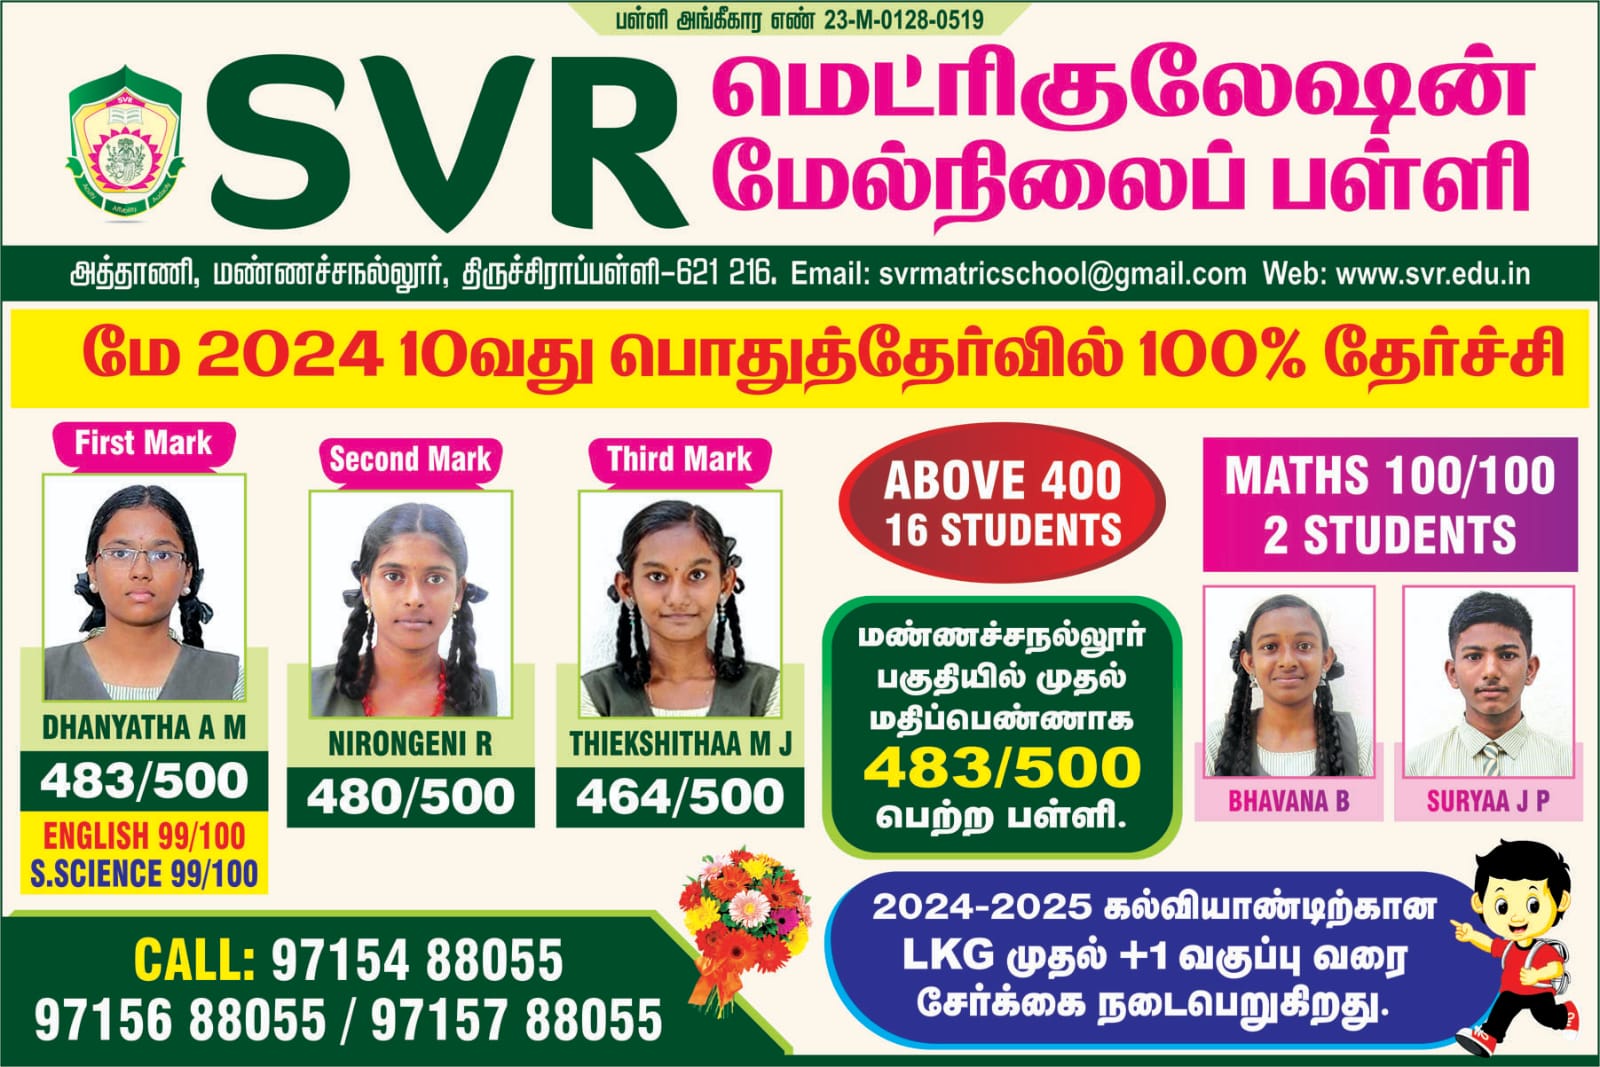 பள்ளி அங்கீகார எண் 23-M-0128-0519
SVR
மெட்ரிகுலேஷன்
மேல்நிலைப் பள்ளி
SVR
Acuity Affability Audacity
அத்தாணி, மண்ணச்சநல்லூர், திருச்சிராப்பள்ளி-621 216. Email: svrmatricschool@gmail.com Web: www.svr.edu.in
மே 2024 10வது பொதுத்தேர்வில் 100% தேர்ச்சி
First Mark
DHANYATHA A M
483/500
ENGLISH 99/100
S.SCIENCE 99/100
Second Mark
NIRONGENI R
480/500
Third Mark
THIEKSHITHAA M J
464/500
ABOVE 400
16 STUDENTS
மண்ணச்சநல்லூர்
பகுதியில் முதல்
மதிப்பெண்ணாக
483/500
பெற்ற பள்ளி.
MATHS 100/100
2 STUDENTS
BHAVANA B
SURYAA J P
CALL: 97154 88055
97156 88055 / 97157 88055
2024-2025 கல்வியாண்டிற்கான
LKG முதல் +1 வகுப்பு வரை
சேர்க்கை நடைபெறுகிறது.